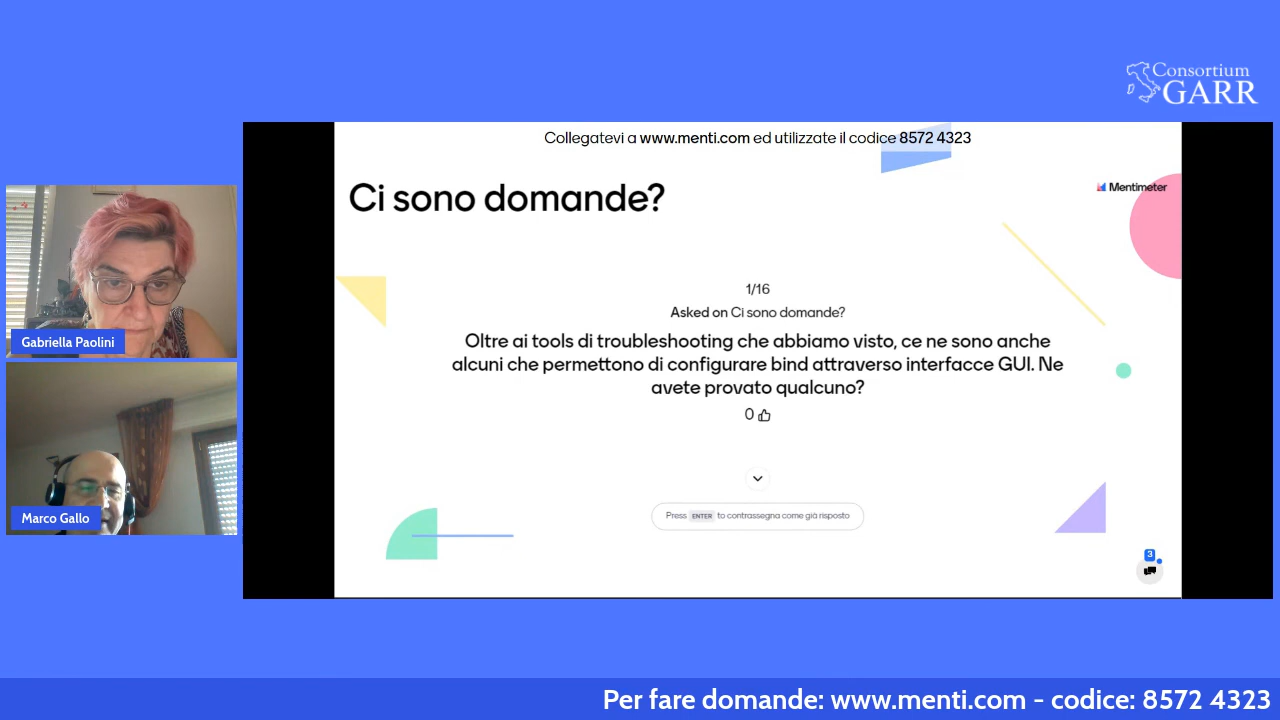 Consortium
GARR
Collegatevi a www.menti.com ed utilizzate il codice 8572 4323
Ci sono domande?
Mentimeter
1/16
Asked on Ci sono domande?
Oltre ai tools di troubleshooting che abbiamo visto, ce ne sono anche
alcuni che permettono di configurare bind attraverso interfacce GUI. Ne
avete provato qualcuno?
0
Press ENTER to contrassegna come già risposto
3
Gabriella Paolini
Marco Gallo
Per fare domande: www.menti.com - codice: 8572 4323